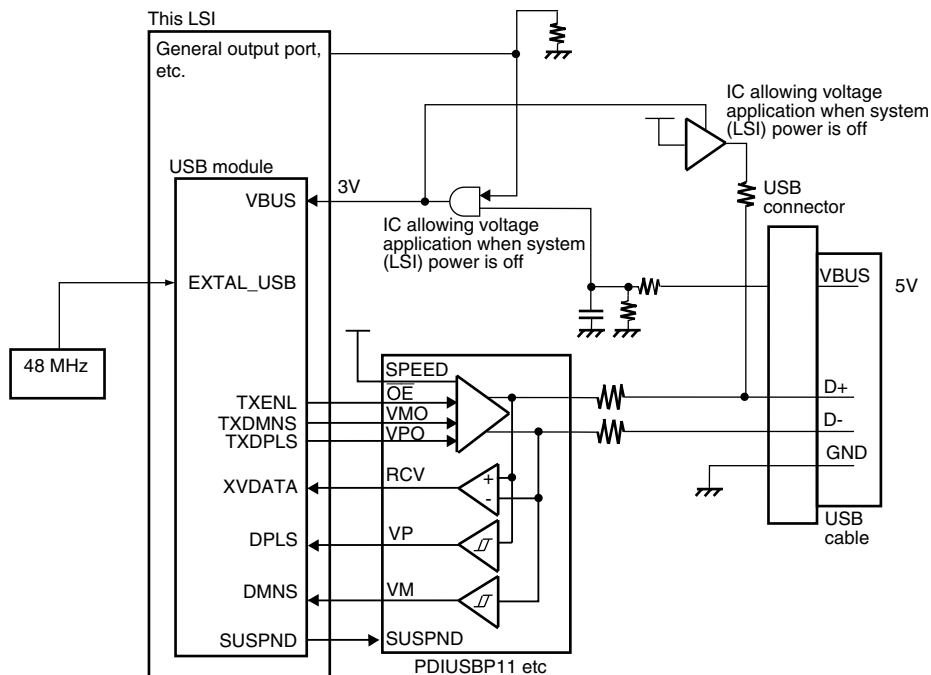 This LSI
General output port,
etc.
IC allowing voltage
application when system
(LSI) power is off
USB module
VBUS
3V
IC allowing voltage
application when system
(LSI) power is off
USB
connector
VBUS
5V
EXTAL_USB
48 MHz
SPEED
TXENL
OE
TXDMNS
VMO
TXDPLS
VPO
D+
D-
GND
XVDATA
RCV
+
-
DPLS
VP
DMNS
VM
SUSPND
SUSPND
USB
cable
PDIUSBP11 etc